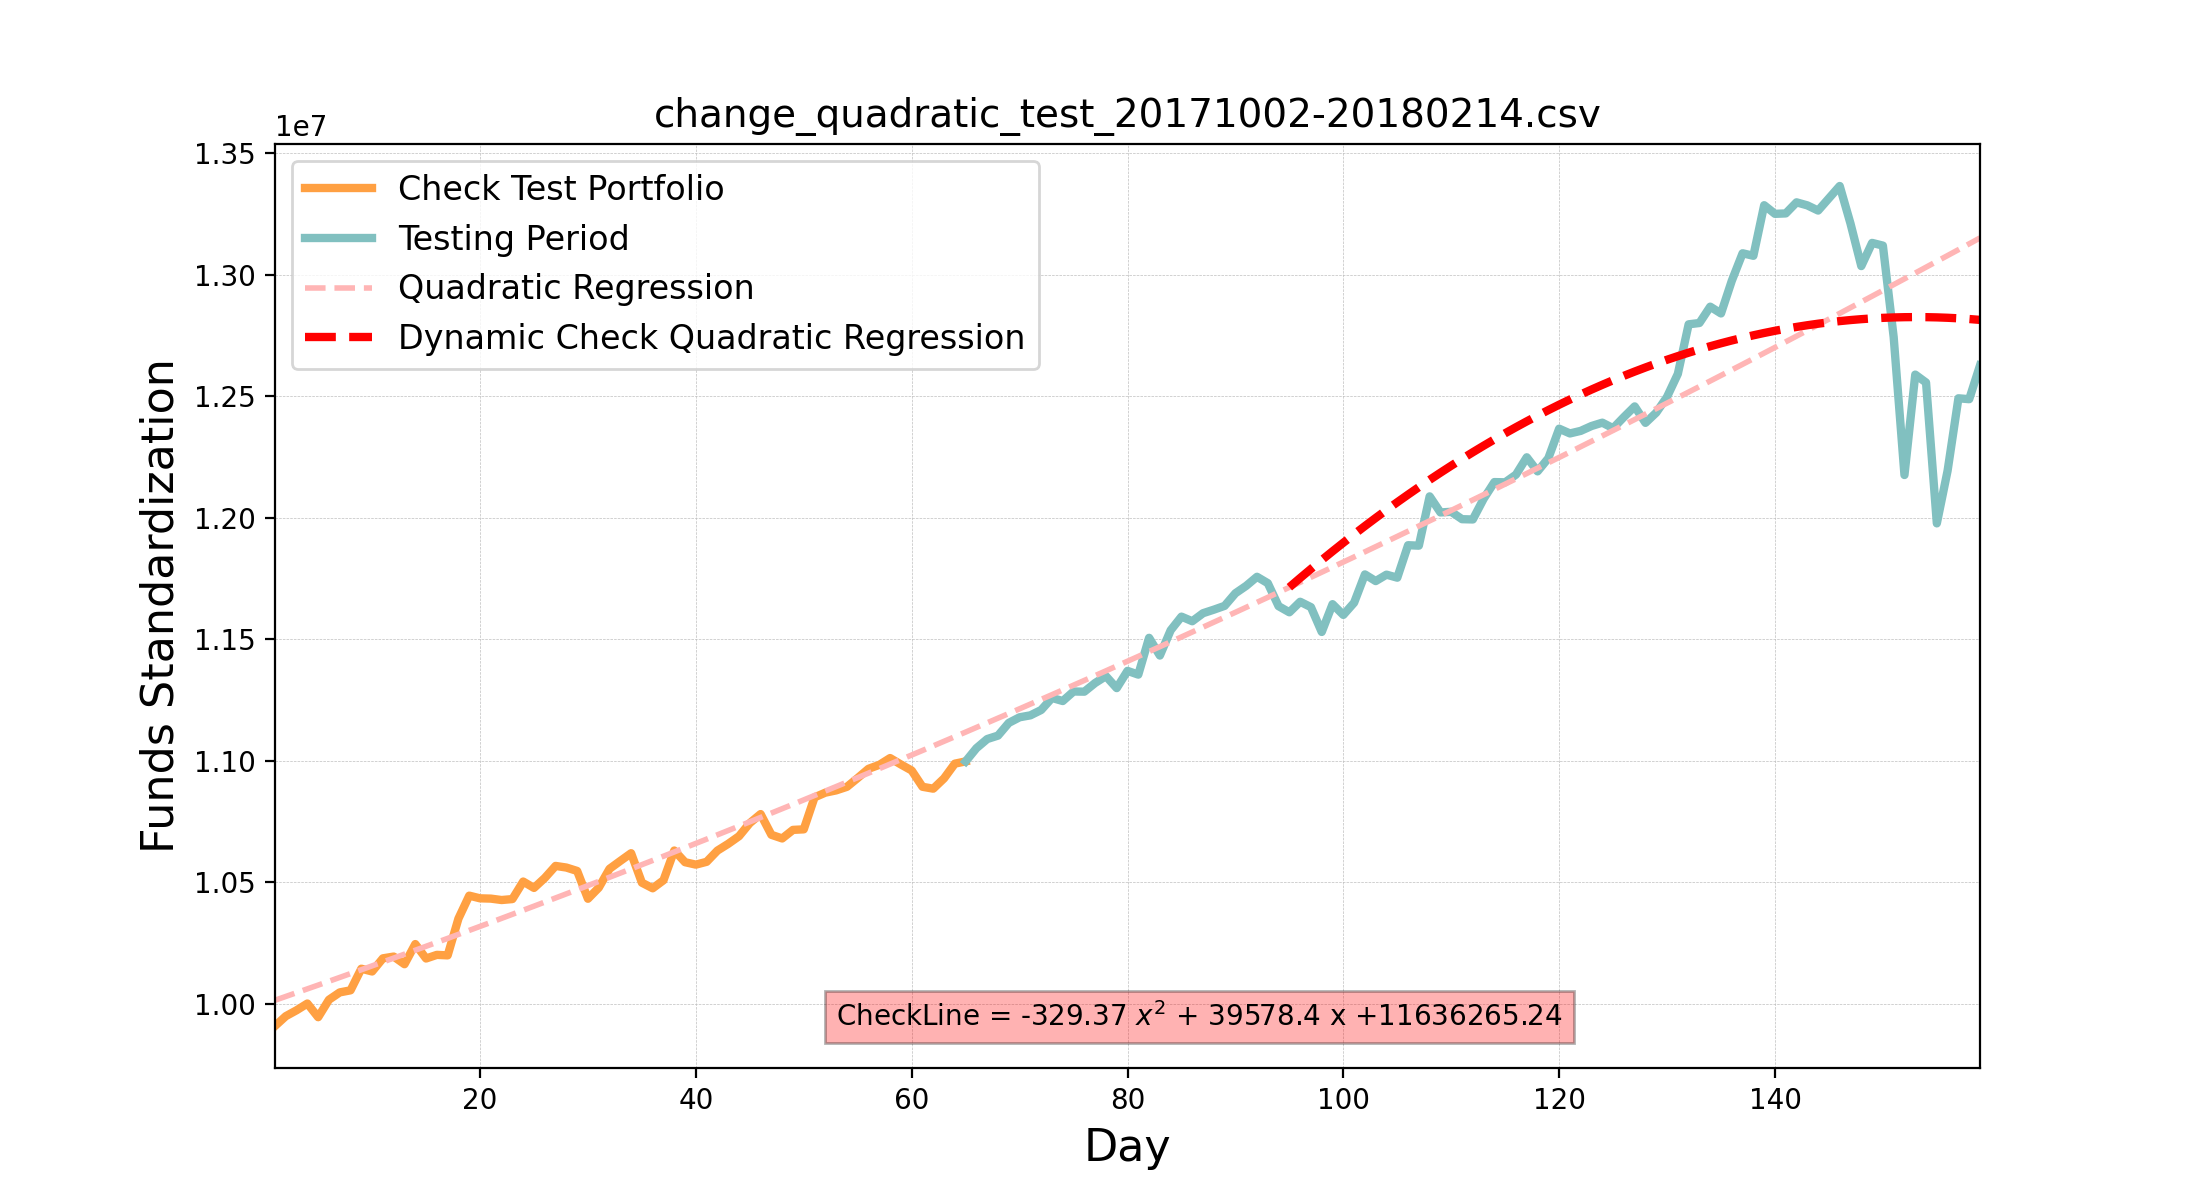 change_quadratic_test_20171002-20180214.csv
1e7
1.35
1.30
1.25
1.20
1.15
1.10
1.05
1.00
Funds Standardization
Check Test Portfolio
Testing Period
Quadratic Regression
Dynamic Check Quadratic Regression
CheckLine = -329.37 x² + 39578.4 x +11636265.24
20 40 60 80 100 120 140
Day